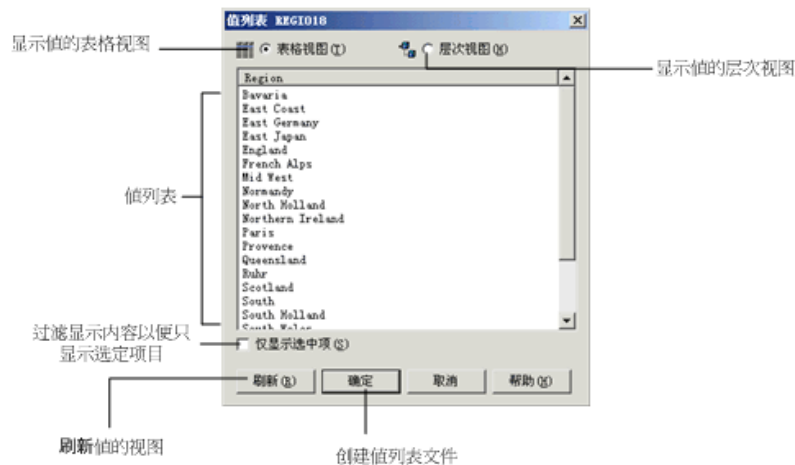 值列表 REGIO18
显示值的表格视图
表格视图(T)
层次视图(H)
显示值的层次视图
Region
Bavaria
East Coast
East Germany
East Japan
England
French Alps
Mid West
Normandy
值列表
North Holland
Northern Ireland
Paris
Provence
Queensland
Ruhr
Scotland
South
South Holland
South Wales
过滤显示内容以便只
显示选定项目
仅显示选中项(S)
刷新(R)
确定
取消
帮助(H)
刷新值的视图
创建值列表文件